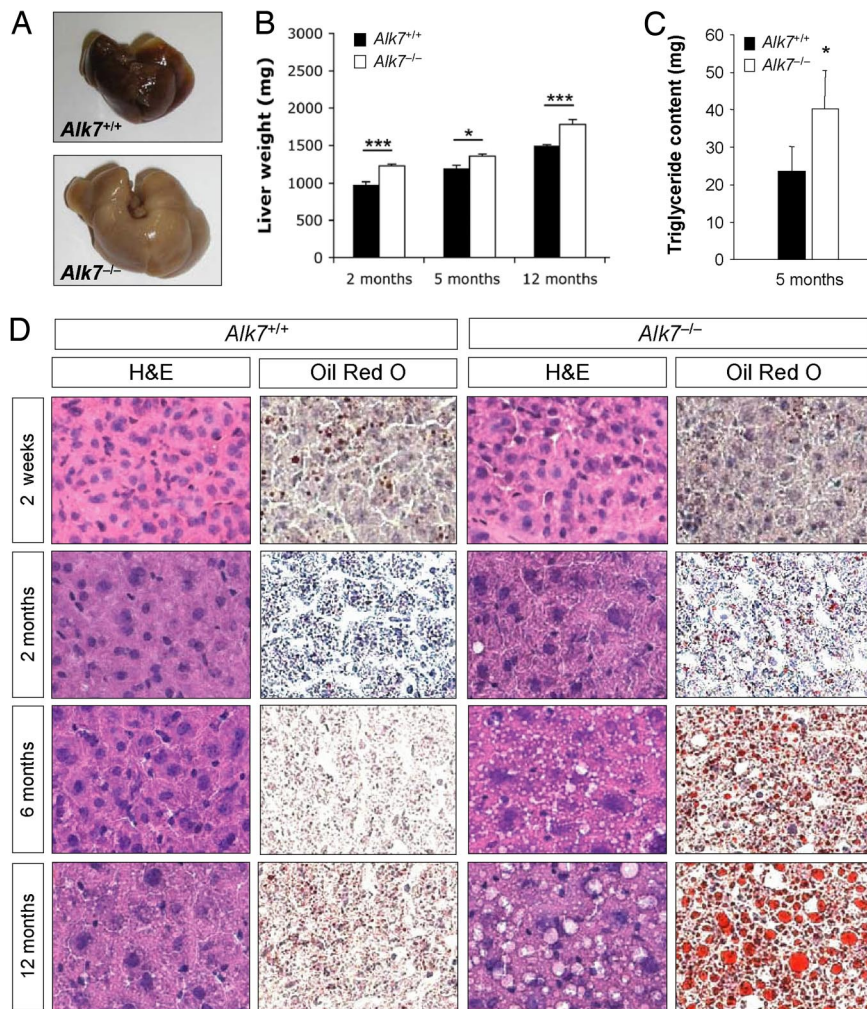 A
Alk7+/+
Alk7–/–
B
3000
2500
2000
1500
1000
500
0
Liver weight (mg)
Alk7+/+
Alk7–/–
***
*
***
2 months
5 months
12 months
C
60
50
40
30
20
10
0
Triglyceride content (mg)
Alk7+/+
Alk7–/–
*
5 months
D
Alk7+/+
Alk7–/–
H&E
Oil Red O
H&E
Oil Red O
2 weeks
2 months
6 months
12 months